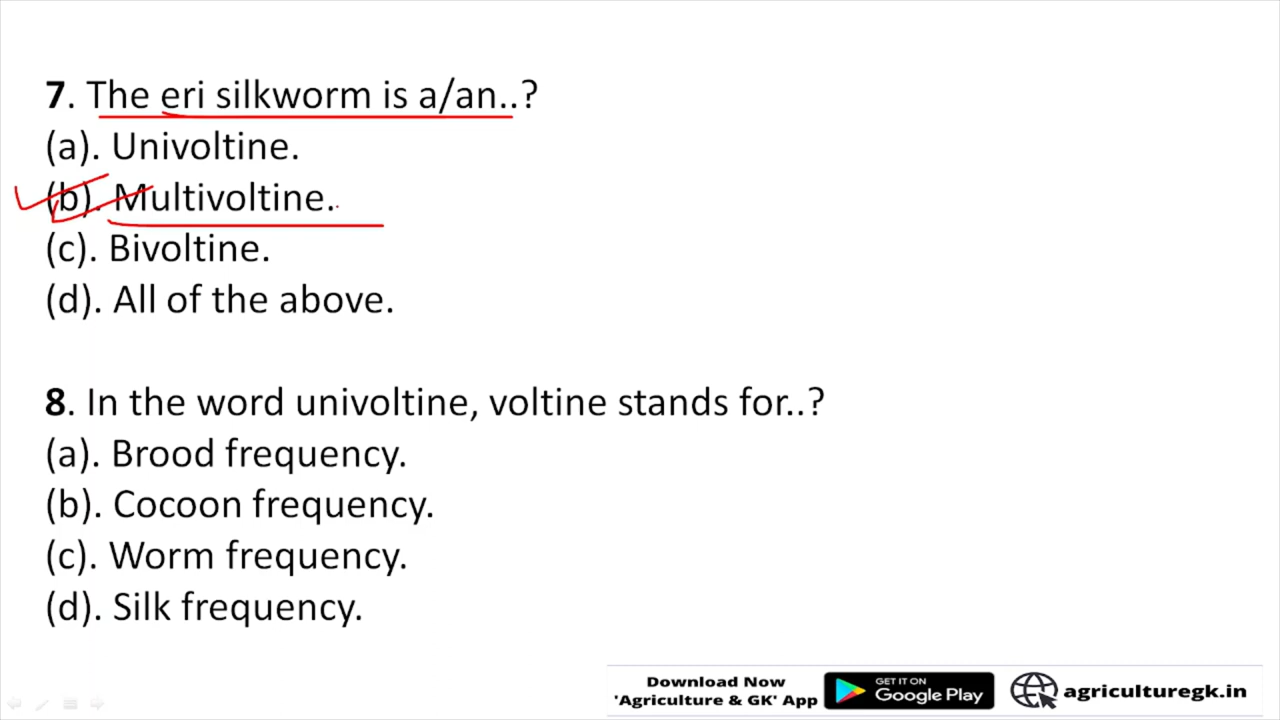 7. The eri silkworm is a/an..?
(a). Univoltine.
(b). Multivoltine.
(c). Bivoltine.
(d). All of the above.
8. In the word univoltine, voltine stands for..?
(a). Brood frequency.
(b). Cocoon frequency.
(c). Worm frequency.
(d). Silk frequency.
Download Now
'Agriculture & GK' App
GET IT ON
Google Play
agriculturegk.in